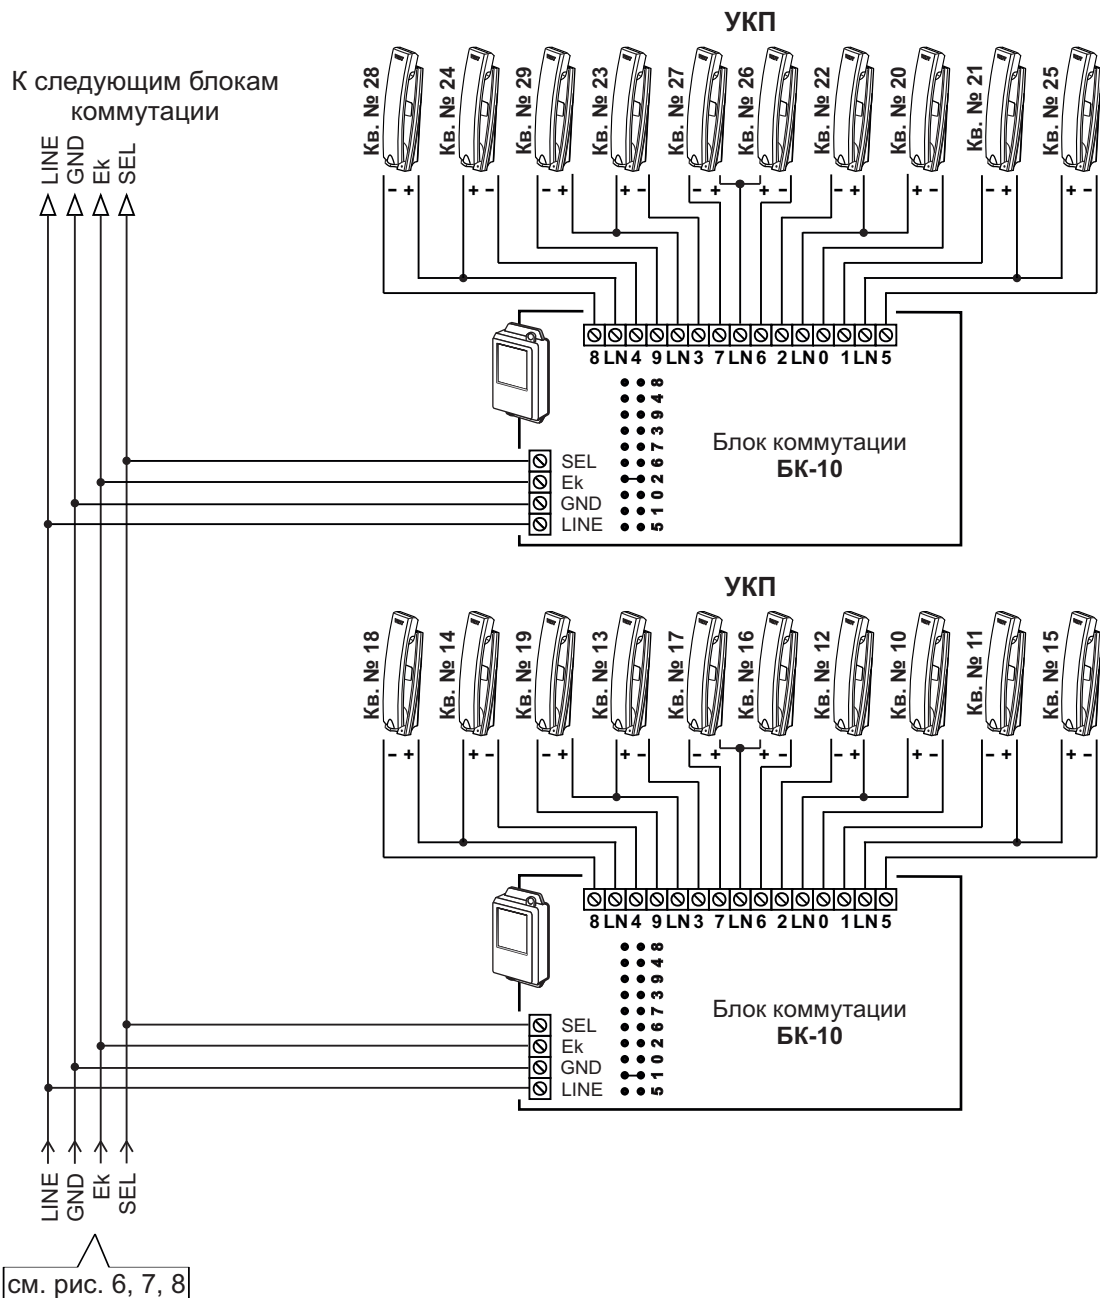 УКП
К следующим блокам
коммутации
LINE
GND
Ek
SEL
Кв. № 28
Кв. № 24
Кв. № 29
Кв. № 23
Кв. № 27
Кв. № 26
Кв. № 22
Кв. № 20
Кв. № 21
Кв. № 25
- + + - - + + - - + + - - + + - - + + -
8 LN 4 9 LN 3 7 LN 6 2 LN 0 1 LN 5
8
4
9
3
7
6
2
0
1
5
Блок коммутации
БК-10
SEL
Ek
GND
LINE
УКП
Кв. № 18
Кв. № 14
Кв. № 19
Кв. № 13
Кв. № 17
Кв. № 16
Кв. № 12
Кв. № 10
Кв. № 11
Кв. № 15
- + + - - + + - - + + - - + + - - + + -
8 LN 4 9 LN 3 7 LN 6 2 LN 0 1 LN 5
8
4
9
3
7
6
2
0
1
5
Блок коммутации
БК-10
SEL
Ek
GND
LINE
LINE
GND
Ek
SEL
см. рис. 6, 7, 8